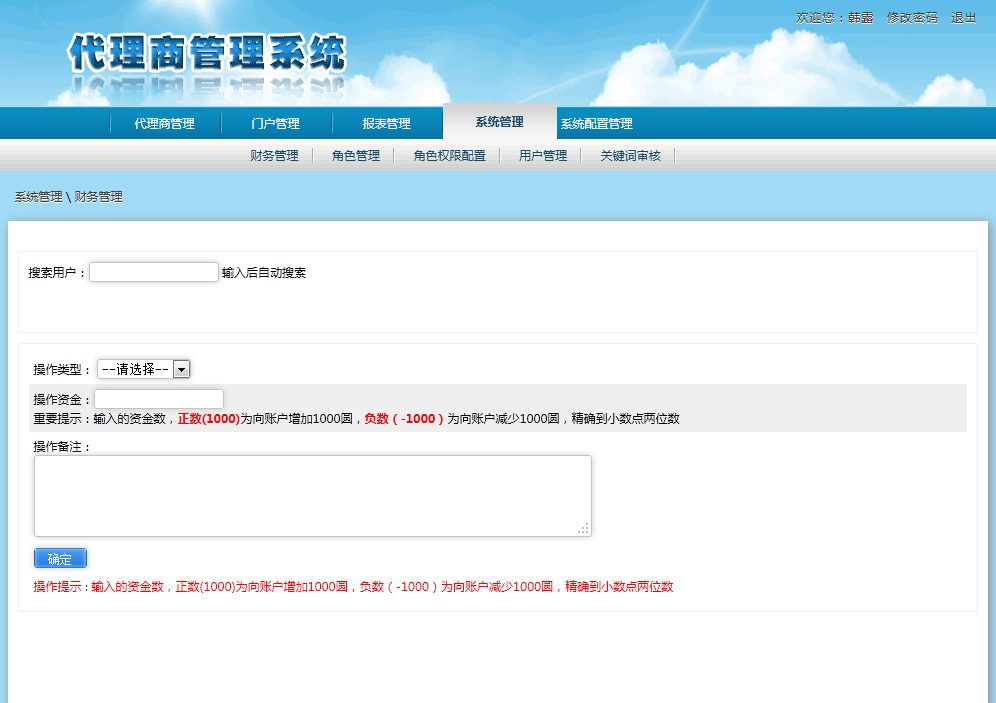 欢迎您：韩露 修改密码 退出
代理商管理系统
代理商管理 门户管理 报表管理 系统管理 系统配置管理
财务管理 角色管理 角色权限配置 用户管理 关键词审核
系统管理 \ 财务管理
搜索用户： 输入后自动搜索
操作类型： --请选择--
操作资金：
重要提示：输入的资金数，正数(1000)为向账户增加1000圆，负数（-1000）为向账户减少1000圆，精确到小数点两位数
操作备注：
确定
操作提示：输入的资金数，正数(1000)为向账户增加1000圆，负数（-1000）为向账户减少1000圆，精确到小数点两位数